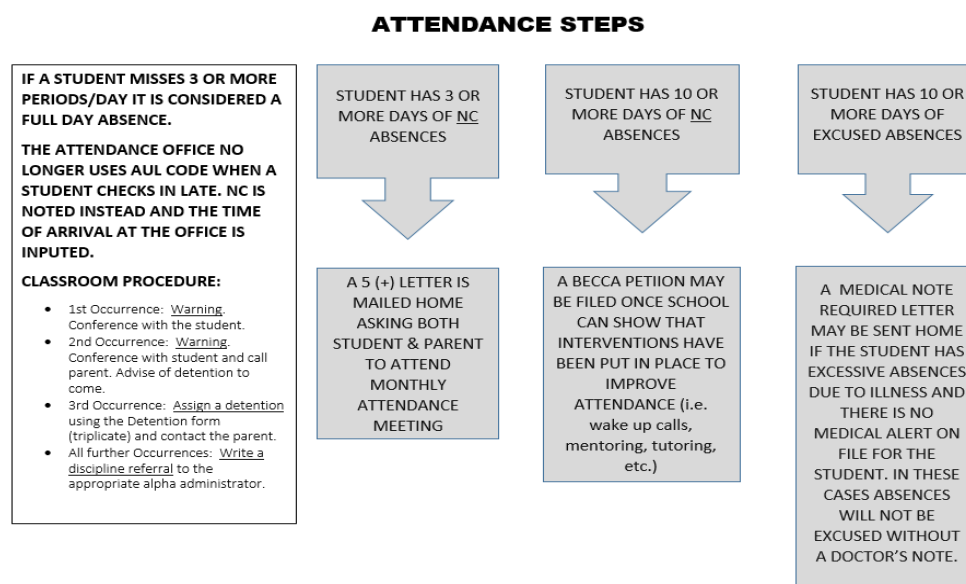 ATTENDANCE STEPS
IF A STUDENT MISSES 3 OR MORE
PERIODS/DAY IT IS CONSIDERED A
FULL DAY ABSENCE.
THE ATTENDANCE OFFICE NO
LONGER USES AUL CODE WHEN A
STUDENT CHECKS IN LATE. NC IS
NOTED INSTEAD AND THE TIME
OF ARRIVAL AT THE OFFICE IS
INPUTED.
CLASSROOM PROCEDURE:
• 1st Occurrence: Warning.
Conference with the student.
• 2nd Occurrence: Warning.
Conference with student and call
parent. Advise of detention to
come.
• 3rd Occurrence: Assign a detention
using the Detention form
(triplicate) and contact the parent.
• All further Occurrences: Write a
discipline referral to the
appropriate alpha administrator.
STUDENT HAS 3 OR
MORE DAYS OF NC
ABSENCES
A 5 (+) LETTER IS
MAILED HOME
ASKING BOTH
STUDENT & PARENT
TO ATTEND
MONTHLY
ATTENDANCE
MEETING
STUDENT HAS 10 OR
MORE DAYS OF NC
ABSENCES
A BECCA PETIION MAY
BE FILED ONCE SCHOOL
CAN SHOW THAT
INTERVENTIONS HAVE
BEEN PUT IN PLACE TO
IMPROVE
ATTENDANCE (i.e.
wake up calls,
mentoring, tutoring,
etc.)
STUDENT HAS 10 OR
MORE DAYS OF
EXCUSED ABSENCES
A MEDICAL NOTE
REQUIRED LETTER
MAY BE SENT HOME
IF THE STUDENT HAS
EXCESSIVE ABSENCES
DUE TO ILLNESS AND
THERE IS NO
MEDICAL ALERT ON
FILE FOR THE
STUDENT. IN THESE
CASES ABSENCES
WILL NOT BE
EXCUSED WITHOUT
A DOCTOR'S NOTE.